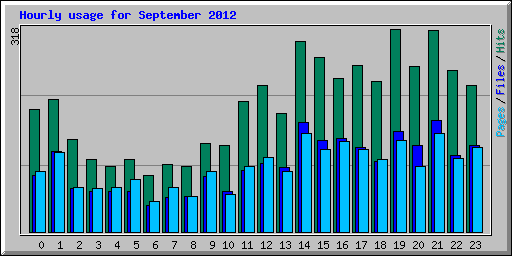 Hourly usage for September 2012
318
Pages/Files/Hits
0 1 2 3 4 5 6 7 8 9 10 11 12 13 14 15 16 17 18 19 20 21 22 23